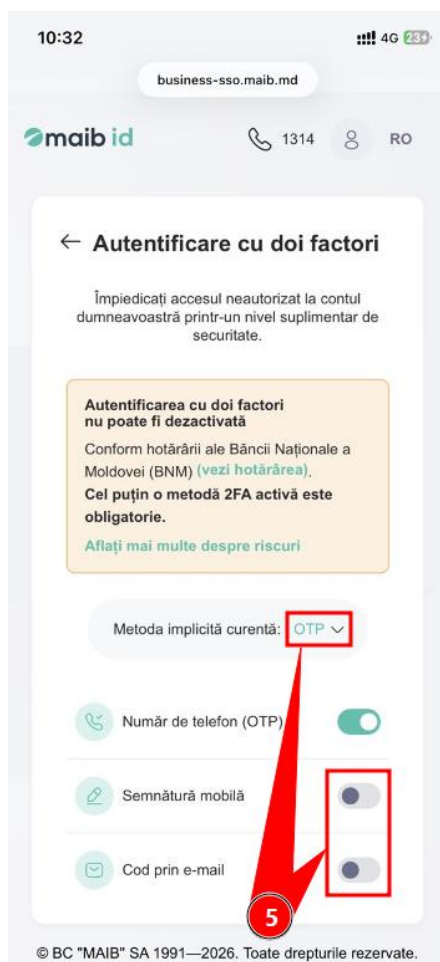 10:32
4G 23
business-sso.maib.md
maib id
1314
RO
← Autentificare cu doi factori
Împiedicați accesul neautorizat la contul
dumneavoastră printr-un nivel suplimentar de
securitate.
Autentificarea cu doi factori
nu poate fi dezactivată
Conform hotărârii ale Băncii Naționale a
Moldovei (BNM) (vezi hotărârea).
Cel puțin o metodă 2FA activă este
obligatorie.
Aflați mai multe despre riscuri
Metoda implicită curentă: OTP
Număr de telefon (OTP)
Semnătură mobilă
Cod prin e-mail
5
© BC "MAIB" SA 1991—2026. Toate drepturile rezervate.